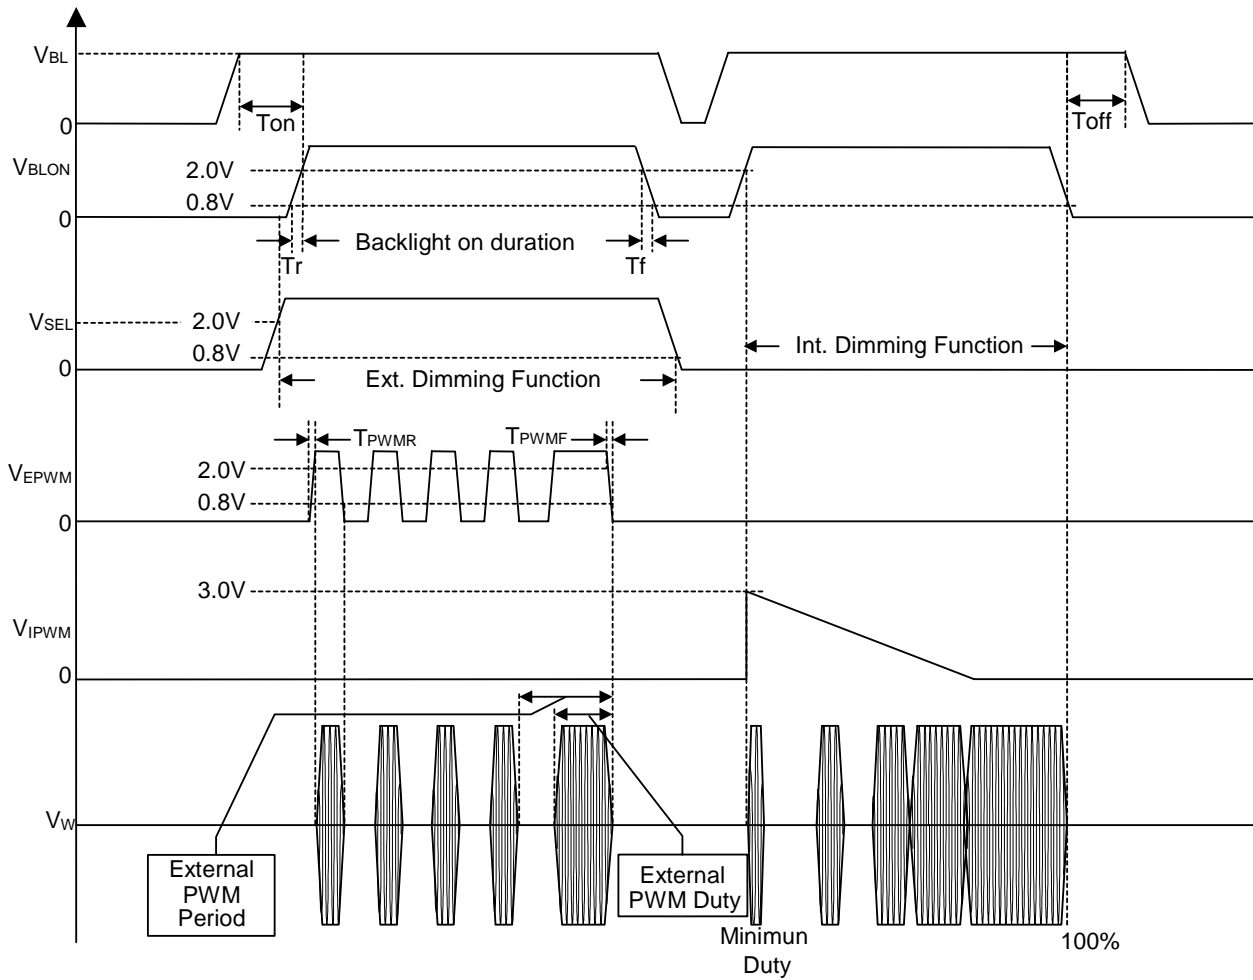 VBL
0
Ton
Toff
VBLON
2.0V
0.8V
0
Backlight on duration
Tr
Tf
VSEL
2.0V
0.8V
0
Int. Dimming Function
Ext. Dimming Function
TPWMR
TPWMF
VEPWM
2.0V
0.8V
0
3.0V
VIPWM
0
VW
External
PWM
Period
External
PWM Duty
Minimun
Duty
100%